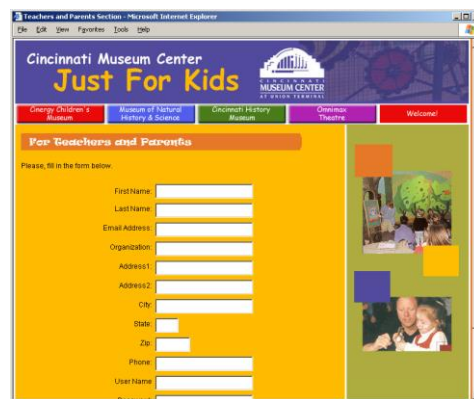 Teachers and Parents Section - Microsoft Internet Explorer
File Edit View Favorites Tools Help
Cincinnati Museum Center
Just For Kids
CINCINNATI
MUSEUM CENTER
AT UNION TERMINAL
Cinergy Children's Museum
Museum of Natural History & Science
Cincinnati History Museum
Omnimax Theatre
Welcome!
For Teachers and Parents
Please, fill in the form below.
First Name:
Last Name:
Email Address:
Organization:
Address1:
Address2:
City:
State:
Zip:
Phone:
User Name